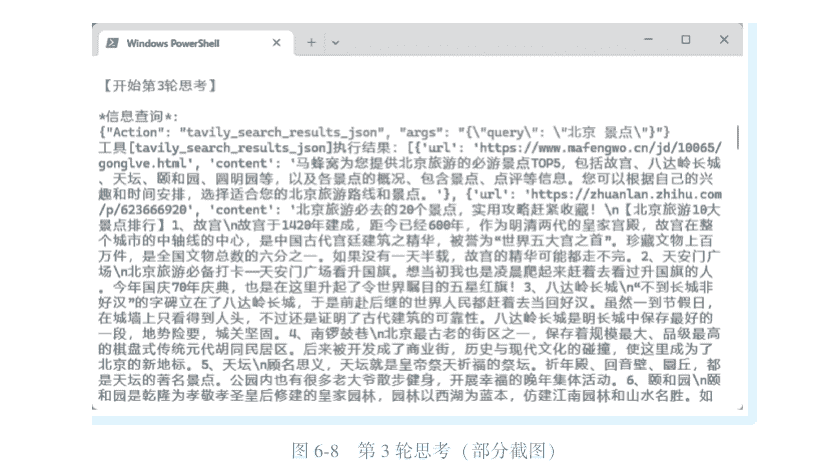 Windows PowerShell
【开始第3轮思考】
*信息查询*:
{"Action": "tavily_search_results_json", "args": "{\"query\": \"北京 景点\"}"}
工具[tavily_search_results_json]执行结果: [{'url': 'https://www.mafengwo.cn/jd/10065/
gonglve.html', 'content': '马蜂窝为您提供北京旅游的必游景点TOP5，包括故宫、八达岭长城
、天坛、颐和园、圆明园等，以及各景点的概况、包含景点、点评等信息。您可以根据自己的兴
趣和时间安排，选择适合您的北京旅游路线和景点。'}, {'url': 'https://zhuanlan.zhihu.com
/p/623666920', 'content': '北京旅游必去的20个景点，实用攻略赶紧收藏！\n【北京旅游10大
景点排行】1、故宫\n故宫于1420年建成，距今已经600年，作为明清两代的皇家宫殿，故宫在整
个城市的中轴线的中心，是中国古代宫廷建筑之精华，被誉为“世界五大宫之首”。珍藏文物上百
万件，是全国文物总数的六分之一。如果没有一天半载，故宫的精华可能都走不完。2、天安门广
场\n北京旅游必备打卡一天安门广场看升国旗。想当初我也是凌晨爬起来赶着去看过升国旗的人
。今年国庆70年庆典，也是在这里升起了令世界瞩目的五星红旗！3、八达岭长城\n“不到长城非
好汉”的字碑立在了八达岭长城，于是前赴后继的世界人民都赶着去当回好汉。虽然一到节假日，
在城墙上只看得到人头，不过还是证明了古代建筑的可靠性。八达岭长城是明长城中保存最好的
一段，地势险要，城关坚固。4、南锣鼓巷\n北京最古老的街区之一，保存着规模最大、品级最高
的棋盘式传统元代胡同民居区。后来被开发成了商业街，历史与现代文化的碰撞，使这里成为了
北京的新地标。5、天坛\n顾名思义，天坛就是皇帝祭天祈福的祭坛。祈年殿、回音壁、圜丘，都
是天坛的著名景点。公园内也有很多老大爷散步健身，开展幸福的晚年集体活动。6、颐和园\n颐
和园是乾隆为孝敬孝圣皇后修建的皇家园林，园林以西湖为蓝本，仿建江南园林和山水名胜。如
图 6-8 第 3 轮思考（部分截图）